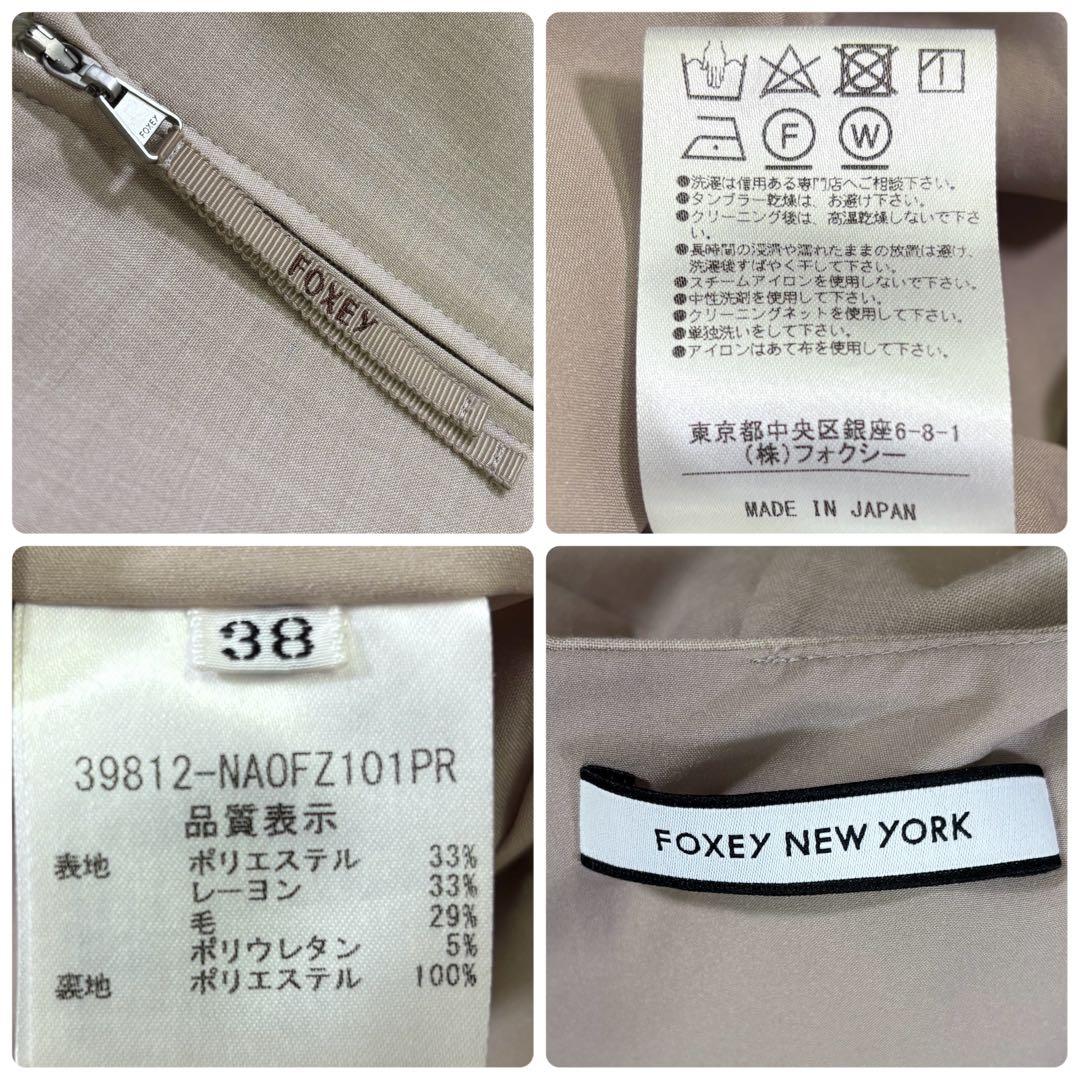 FOXEY
FOXEY
F
W
●洗濯は信用ある専門店へご相談下さい。
●タンブラー乾燥は、お避け下さい。
●クリーニング後は、高温乾燥しないで下さ
い。
●長時間の浸漬や濡れたままの放置は避け、
洗濯後すばやく干して下さい。
●スチームアイロンを使用しないで下さい。
●中性洗剤を使用して下さい。
●クリーニングネットを使用して下さい。
●単独洗いをして下さい。
●アイロンはあて布を使用して下さい。
東京都中央区銀座6-8-1
(株)フォクシー
MADE IN JAPAN
38
39812-NAOFZ101PR
品質表示
表地 ポリエステル 33%
レーヨン 33%
毛 29%
ポリウレタン 5%
裏地 ポリエステル 100%
FOXEY NEW YORK